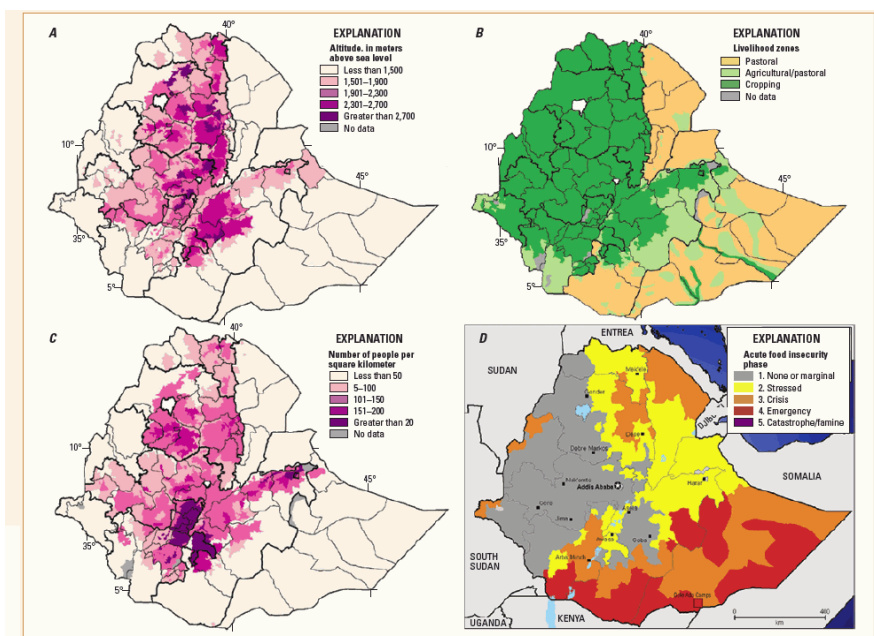 A
40°
EXPLANATION
Altitude. in meters
above sea level
Less than 1,500
1,501–1,900
1,901–2,300
2,301–2,700
Greater than 2,700
No data
10°
45°
35°
5°
B
EXPLANATION
Livelihood zones
Pastoral
Agricultural/pastoral
Cropping
No data
40°
10°
45°
35°
5°
C
40°
EXPLANATION
Number of people per
square kilometer
Less than 50
5–100
101–150
151–200
Greater than 20
No data
10°
45°
35°
5°
D
ENTREA
EXPLANATION
Acute food insecurity
phase
1. None or marginal
2. Stressed
3. Crisis
4. Emergency
5. Catastrophe/famine
SUDAN
DJIBU
SOMALIA
Debre Markos
Addis Ababa
Harar
Arba Minch
SOUTH
SUDAN
UGANDA
KENYA
0
400
km